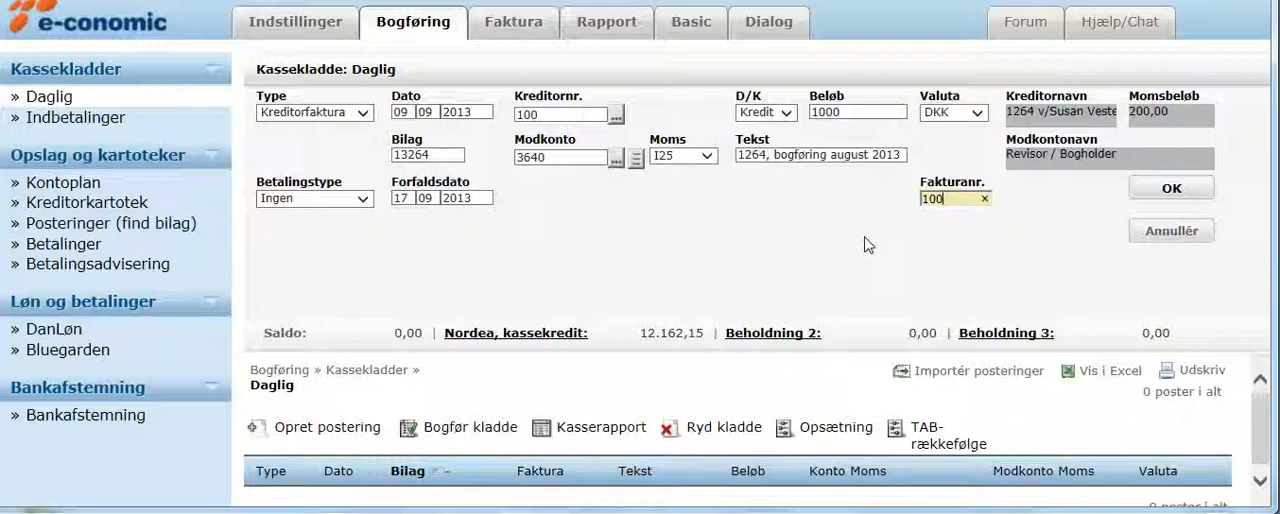 e-conomic
Indstillinger
Bogføring
Faktura
Rapport
Basic
Dialog
Forum
Hjælp/Chat
Kassekladder
» Daglig
» Indbetalinger
Opslag og kartoteker
» Kontoplan
» Kreditorkartotek
» Posteringer (find bilag)
» Betalinger
» Betalingsadvisering
Løn og betalinger
» DanLøn
» Bluegarden
Bankafstemning
» Bankafstemning
Kassekladde: Daglig
Type Dato Kreditornr. D/K Beløb Valuta Kreditornavn Momsbeløb
Kreditorfaktura 09 09 2013 100 ... Kredit 1000 DKK 1264 v/Susan Veste 200,00
Bilag Modkonto Moms Tekst Modkontonavn
13264 3640 ... I25 1264, bogføring august 2013 Revisor / Bogholder
Betalingstype Forfaldsdato Fakturanr.
Ingen 17 09 2013 100 × OK
Annullér
Saldo: 0,00 | Nordea, kassekredit: 12.162,15 | Beholdning 2: 0,00 | Beholdning 3: 0,00
Bogføring » Kassekladder »
Daglig
Importér posteringer Vis i Excel Udskriv
0 poster i alt
Opret postering Bogfør kladde Kasserapport Ryd kladde Opsætning TAB-
rækkefølge
Type Dato Bilag Faktura Tekst Beløb Konto Moms Modkonto Moms Valuta
0 poster i alt